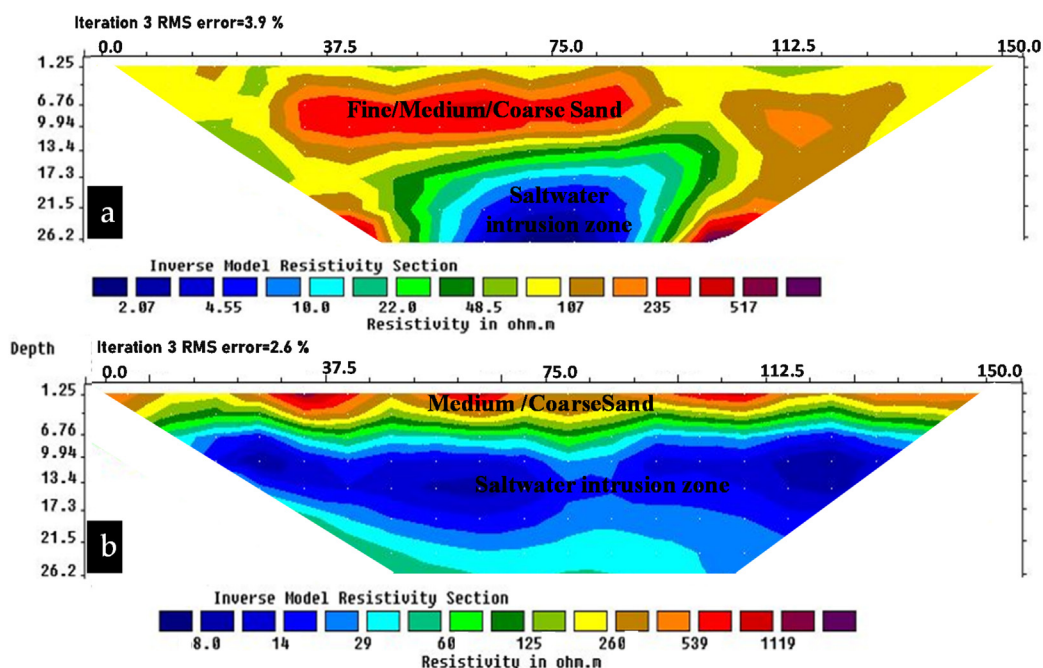 Iteration 3 RMS error=3.9 %
0.0 37.5 75.0 112.5 150.0
1.25
6.76
9.94
13.4
17.3
21.5
26.2
Fine/Medium/Coarse Sand
Saltwater
intrusion zone
a
Inverse Model Resistivity Section
2.07 4.55 10.0 22.0 48.5 107 235 517
Resistivity in ohm.m
Depth Iteration 3 RMS error=2.6 %
0.0 37.5 75.0 112.5 150.0
1.25
6.76
9.94
13.4
17.3
21.5
26.2
Medium /CoarseSand
Saltwater intrusion zone
b
Inverse Model Resistivity Section
8.0 14 29 60 125 260 539 1119
Resistivity in ohm.m